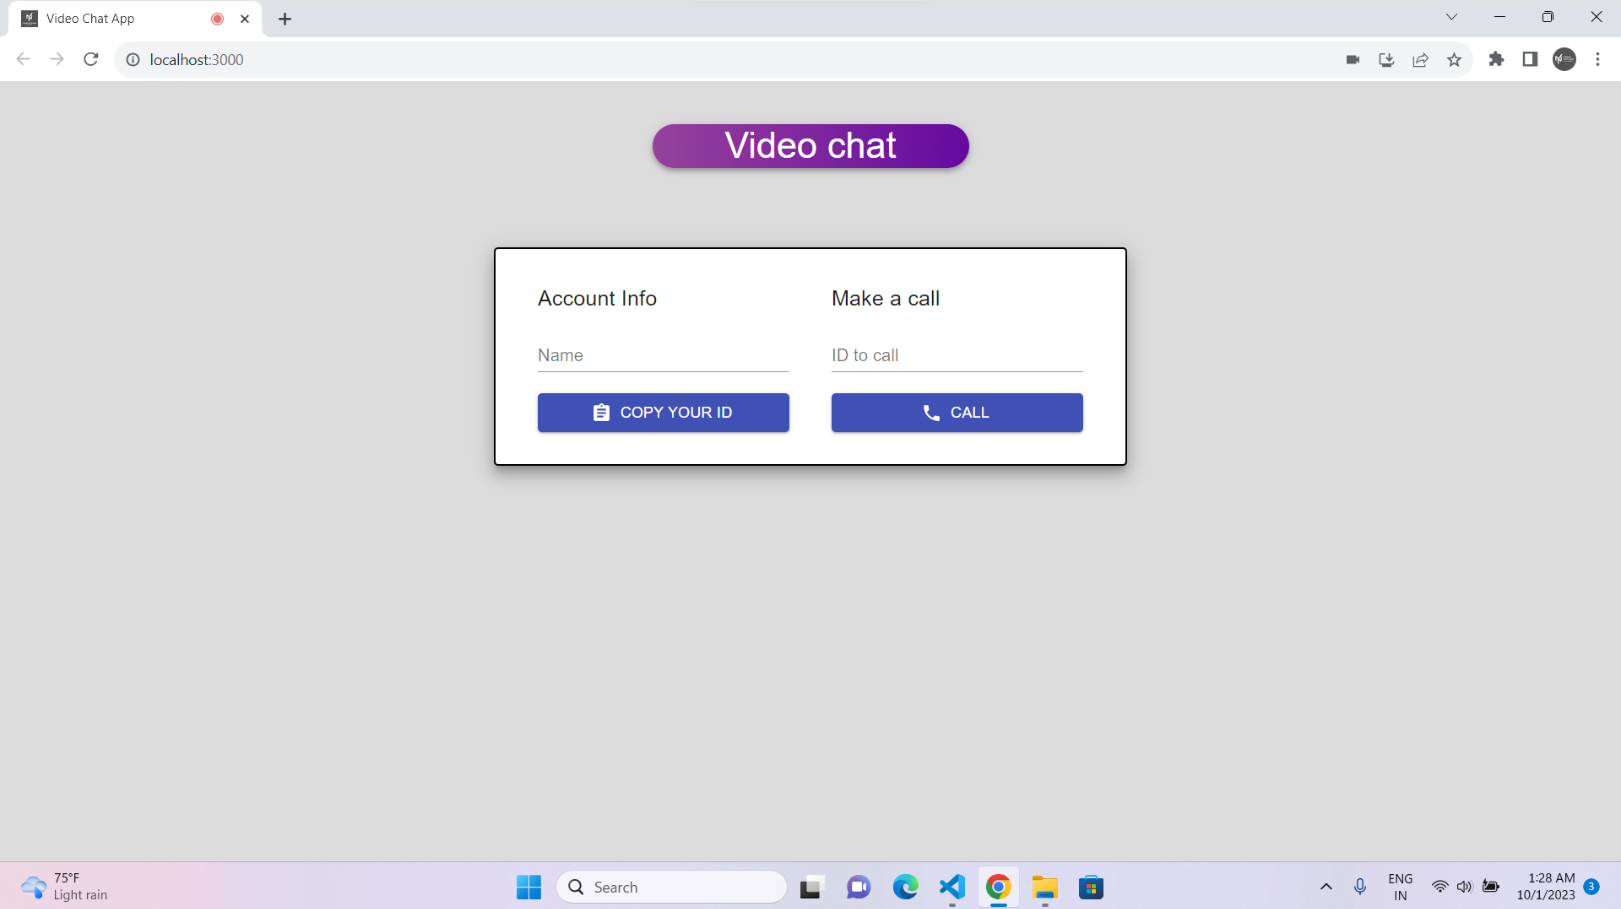 Video Chat App
localhost:3000
Video chat
Account Info
Make a call
Name
ID to call
COPY YOUR ID
CALL
75°F
Light rain
Search
ENG
IN
1:28 AM
10/1/2023
3